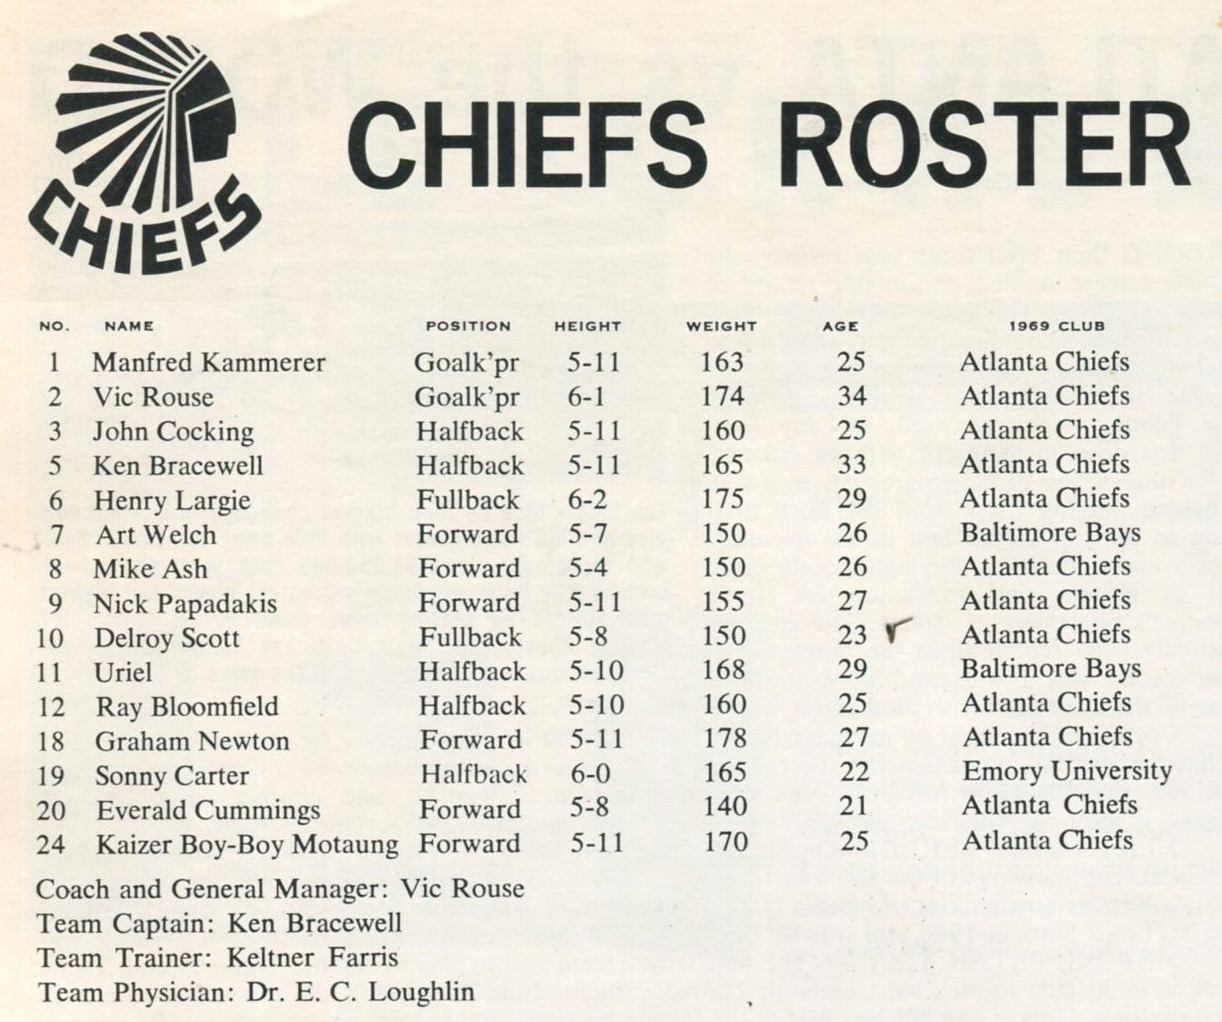 CHIEFS
CHIEFS ROSTER
NO. NAME POSITION HEIGHT WEIGHT AGE 1969 CLUB
1 Manfred Kammerer Goalk'pr 5-11 163 25 Atlanta Chiefs
2 Vic Rouse Goalk'pr 6-1 174 34 Atlanta Chiefs
3 John Cocking Halfback 5-11 160 25 Atlanta Chiefs
5 Ken Bracewell Halfback 5-11 165 33 Atlanta Chiefs
6 Henry Largie Fullback 6-2 175 29 Atlanta Chiefs
7 Art Welch Forward 5-7 150 26 Baltimore Bays
8 Mike Ash Forward 5-4 150 26 Atlanta Chiefs
9 Nick Papadakis Forward 5-11 155 27 Atlanta Chiefs
10 Delroy Scott Fullback 5-8 150 23 Atlanta Chiefs
11 Uriel Halfback 5-10 168 29 Baltimore Bays
12 Ray Bloomfield Halfback 5-10 160 25 Atlanta Chiefs
18 Graham Newton Forward 5-11 178 27 Atlanta Chiefs
19 Sonny Carter Halfback 6-0 165 22 Emory University
20 Everald Cummings Forward 5-8 140 21 Atlanta Chiefs
24 Kaizer Boy-Boy Motaung Forward 5-11 170 25 Atlanta Chiefs
Coach and General Manager: Vic Rouse
Team Captain: Ken Bracewell
Team Trainer: Keltner Farris
Team Physician: Dr. E. C. Loughlin